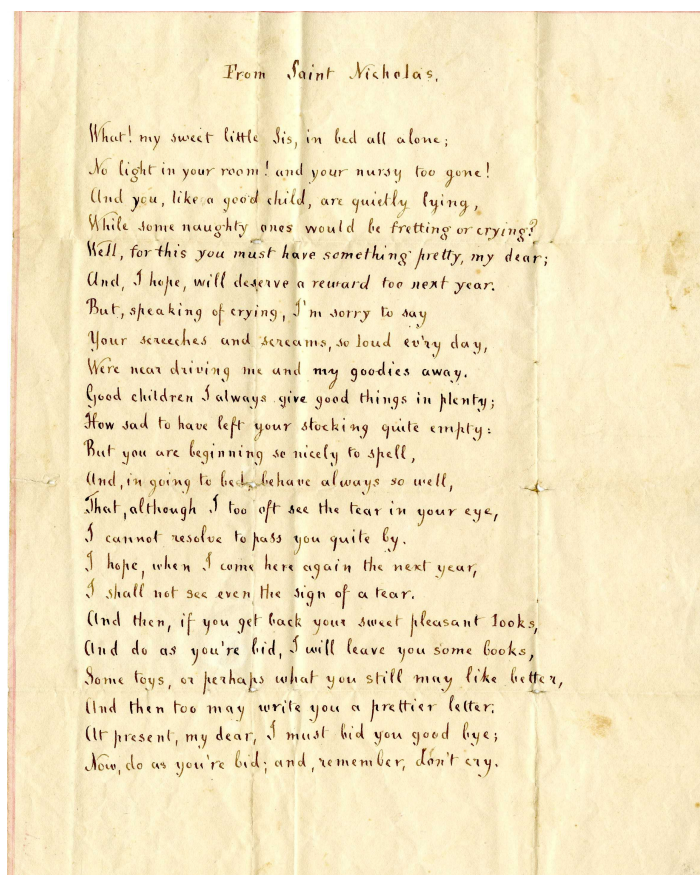 From Saint Nicholas.
What! my sweet little Sis, in bed all alone;
No light in your room! and your nursy too gone!
And you, like a good child, are quietly lying,
While some naughty ones would be fretting or crying?
Well, for this you must have something pretty, my dear;
And, I hope, will deserve a reward too next year.
But, speaking of crying, I'm sorry to say
Your screeches and screams, so loud ev'ry day,
Were near driving me and my goodies away.
Good children I always give good things in plenty;
How sad to have left your stocking quite empty:
But you are beginning so nicely to spell,
And, in going to bed, behave always so well,
That, although I too oft see the tear in your eye,
I cannot resolve to pass you quite by.
I hope, when I come here again the next year,
I shall not see even the sign of a tear.
And then, if you get back your sweet pleasant looks,
And do as you're bid, I will leave you some books,
Some toys, or perhaps what you still may like better,
And then too may write you a prettier letter.
At present, my dear, I must bid you good bye;
Now, do as you're bid; and, remember, don't cry.